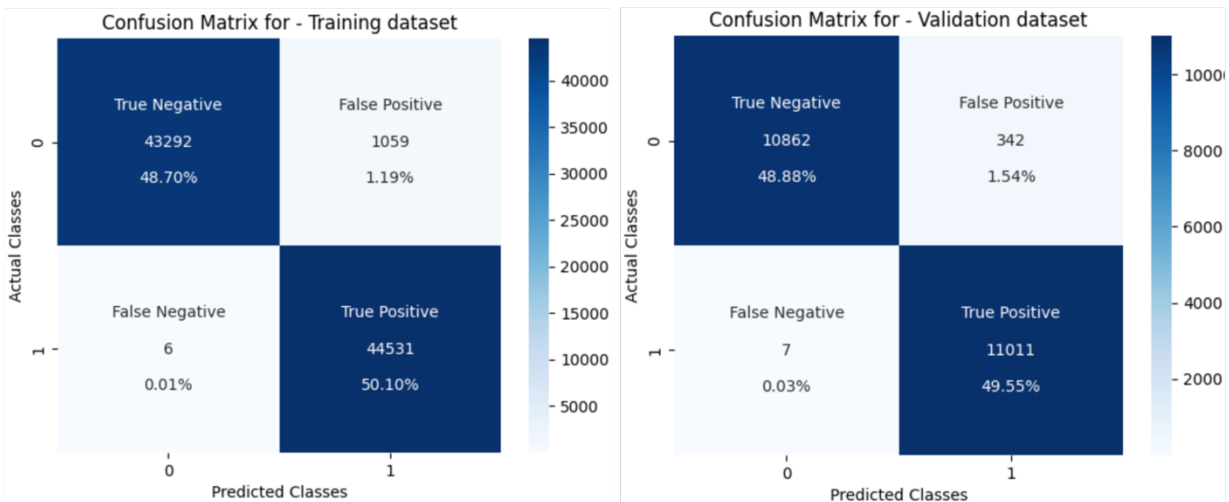 Confusion Matrix for - Training dataset
True Negative
43292
48.70%
False Positive
1059
1.19%
False Negative
6
0.01%
True Positive
44531
50.10%
0
1
Actual Classes
0
1
Predicted Classes
40000
35000
30000
25000
20000
15000
10000
5000
Confusion Matrix for - Validation dataset
True Negative
10862
48.88%
False Positive
342
1.54%
False Negative
7
0.03%
True Positive
11011
49.55%
0
1
Actual Classes
0
1
Predicted Classes
8000
6000
4000
2000